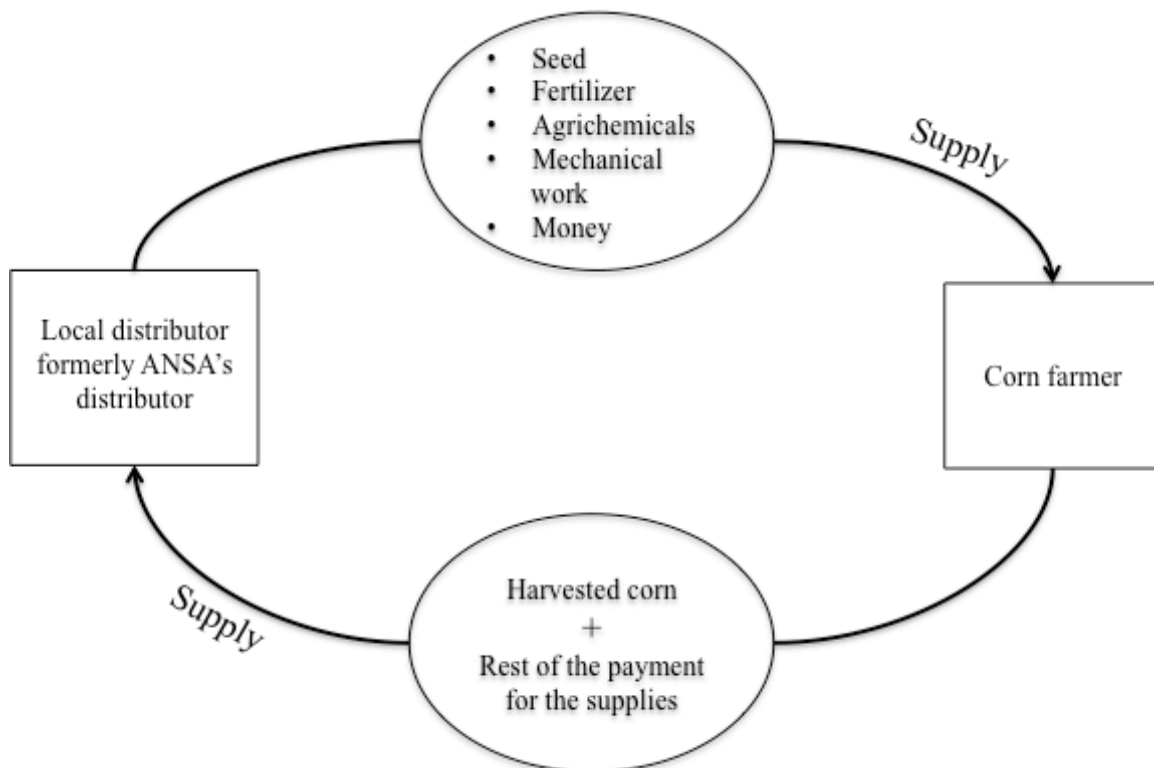 • Seed
• Fertilizer
• Agrichemicals
• Mechanical
work
• Money
Supply
Local distributor
formerly ANSA’s
distributor
Corn farmer
Supply
Harvested corn
+
Rest of the payment
for the supplies